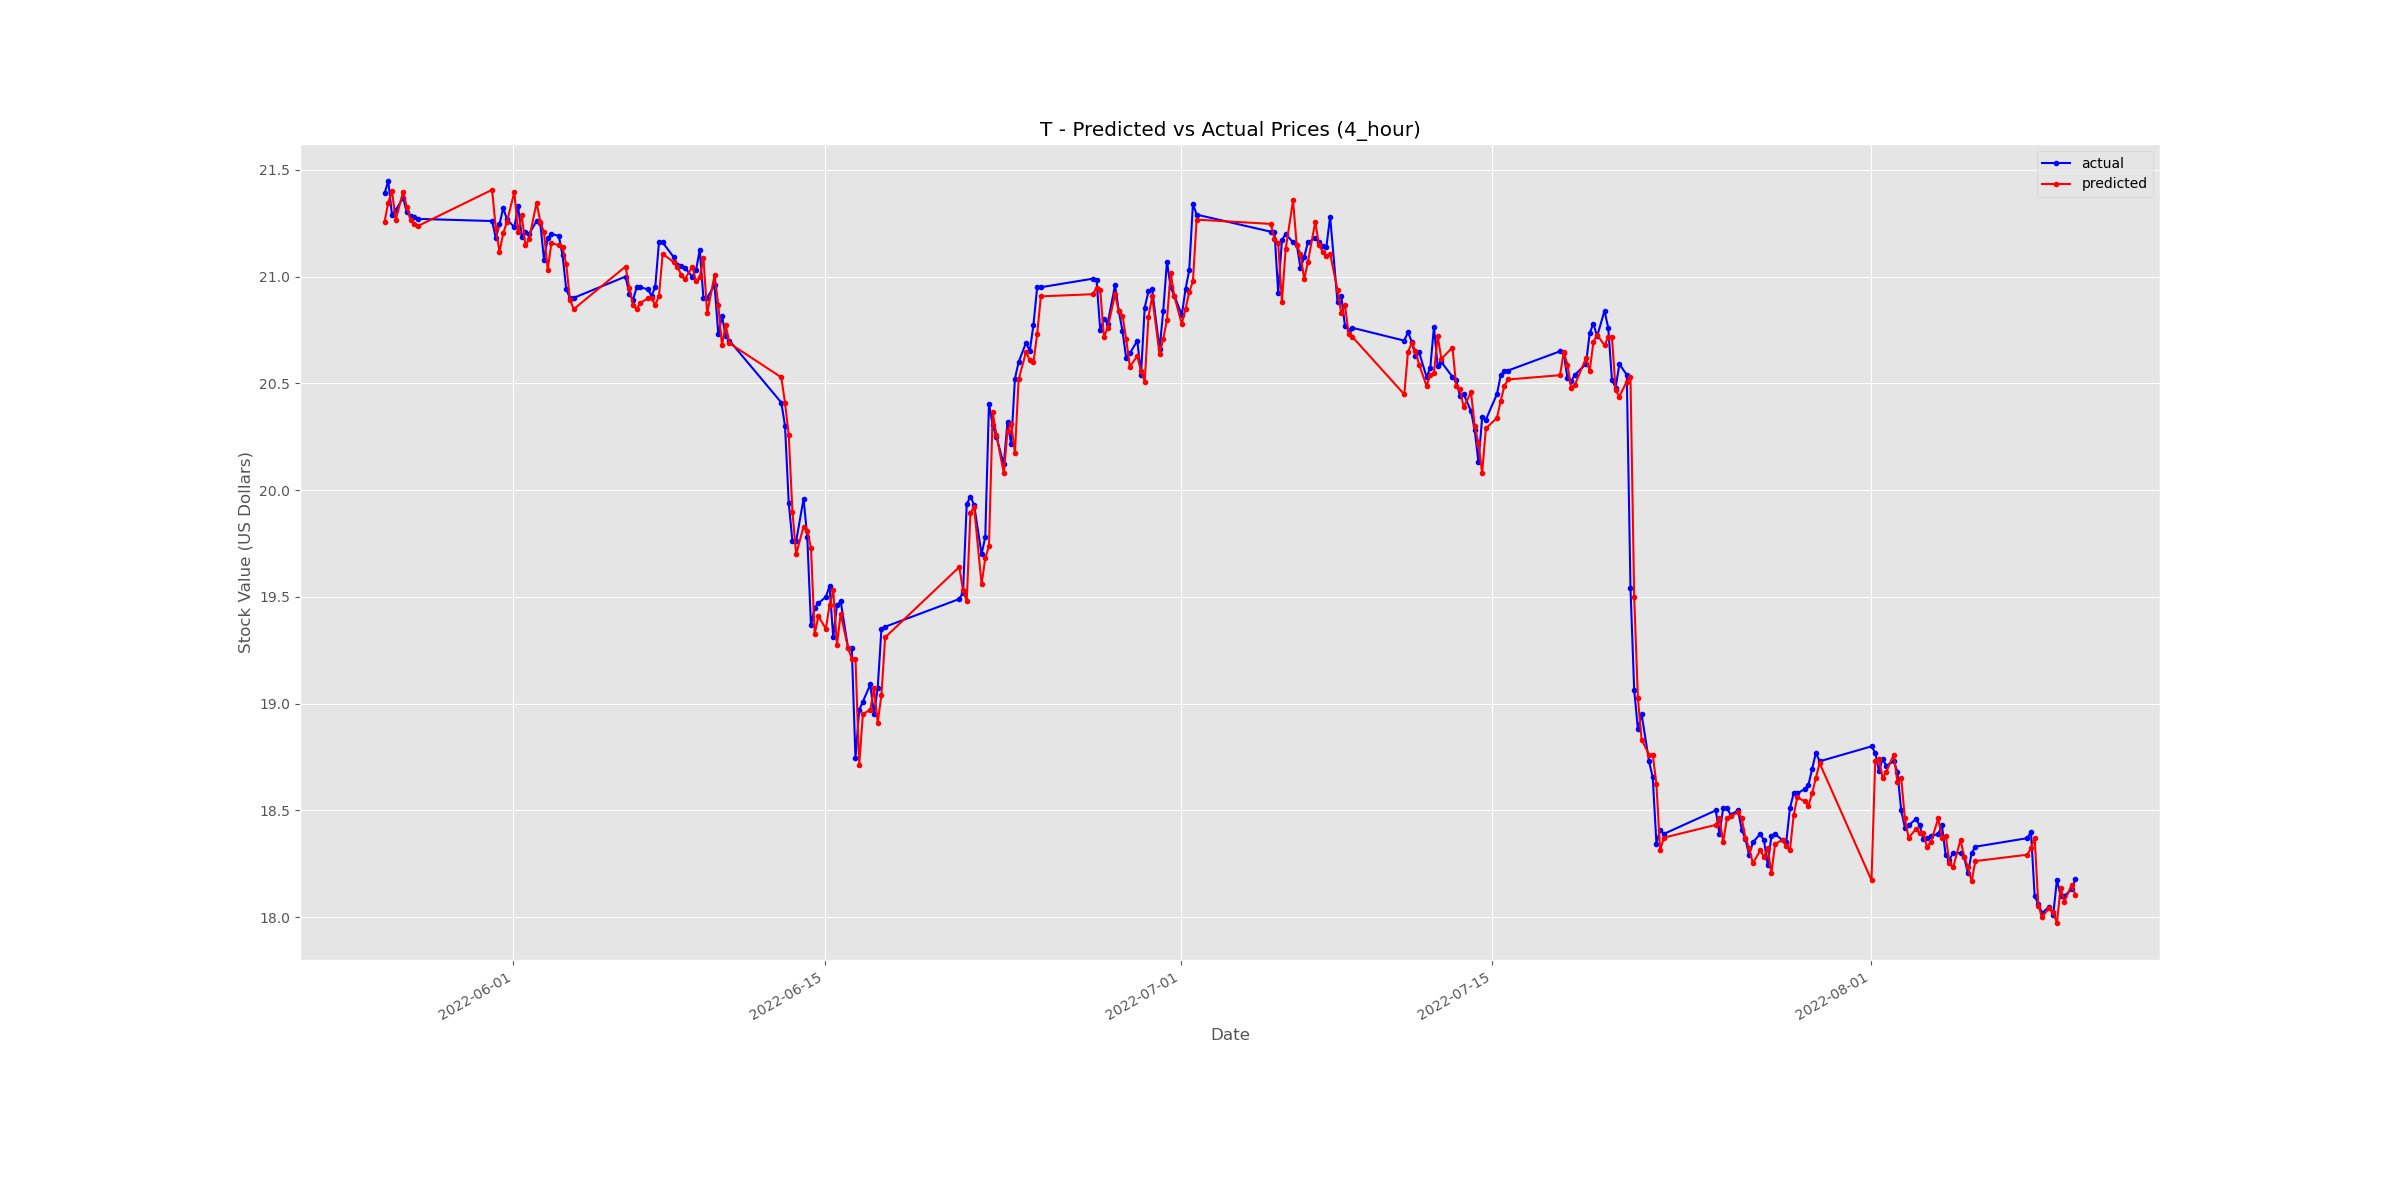 T - Predicted vs Actual Prices (4_hour)
actual
predicted
Stock Value (US Dollars)
21.5
21.0
20.5
20.0
19.5
19.0
18.5
18.0
2022-06-01
2022-06-15
2022-07-01
2022-07-15
2022-08-01
Date